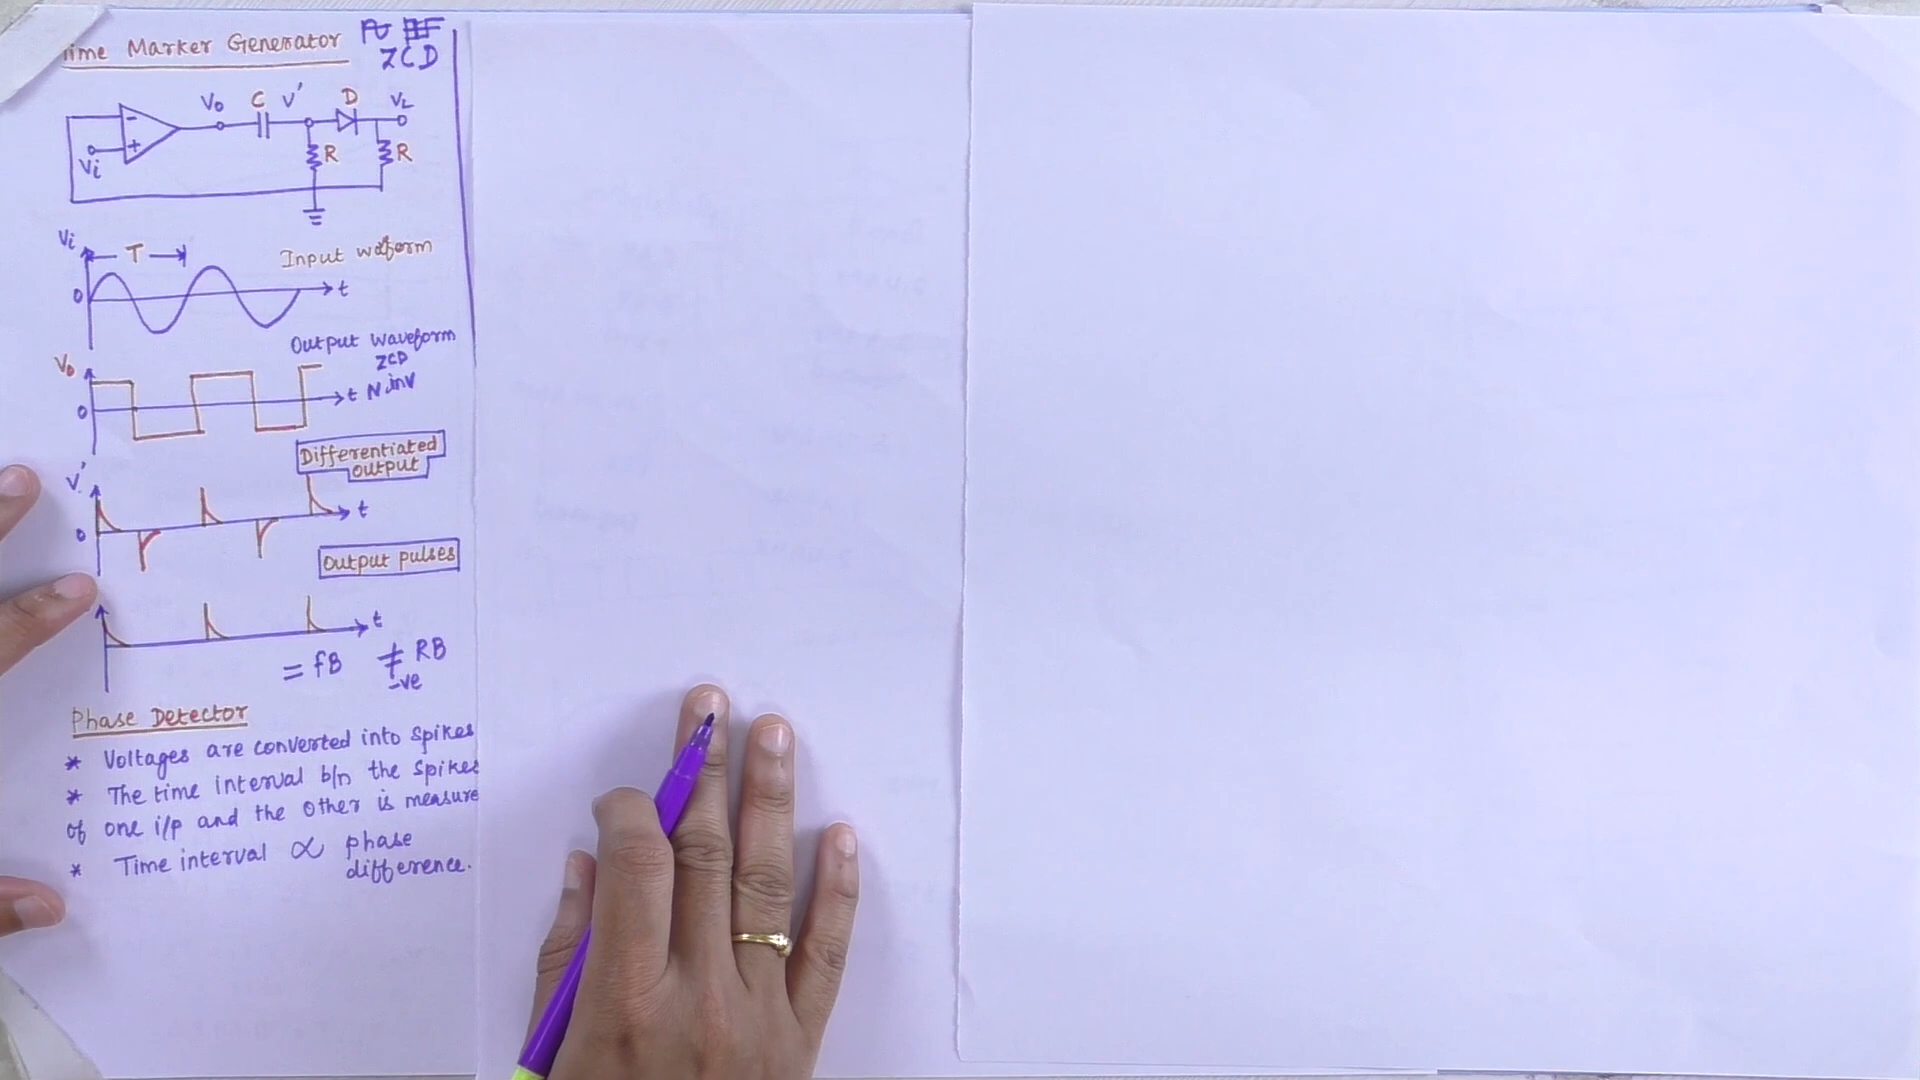 Time Marker Generator
ZCD
Vo C V' D VL
-
+
Vi
R R
Vi
T
Input
0
t
Output waveform
ZCD
Vo
t N.inv
0
Differentiated
output
V'
t
0
Output pulses
t
= FB ≠ RB
-ve
Phase Detector
* Voltages are converted into spikes
* The time interval b/n the spikes
of one i/p and the other is measure
* Time interval ∝ phase
difference.